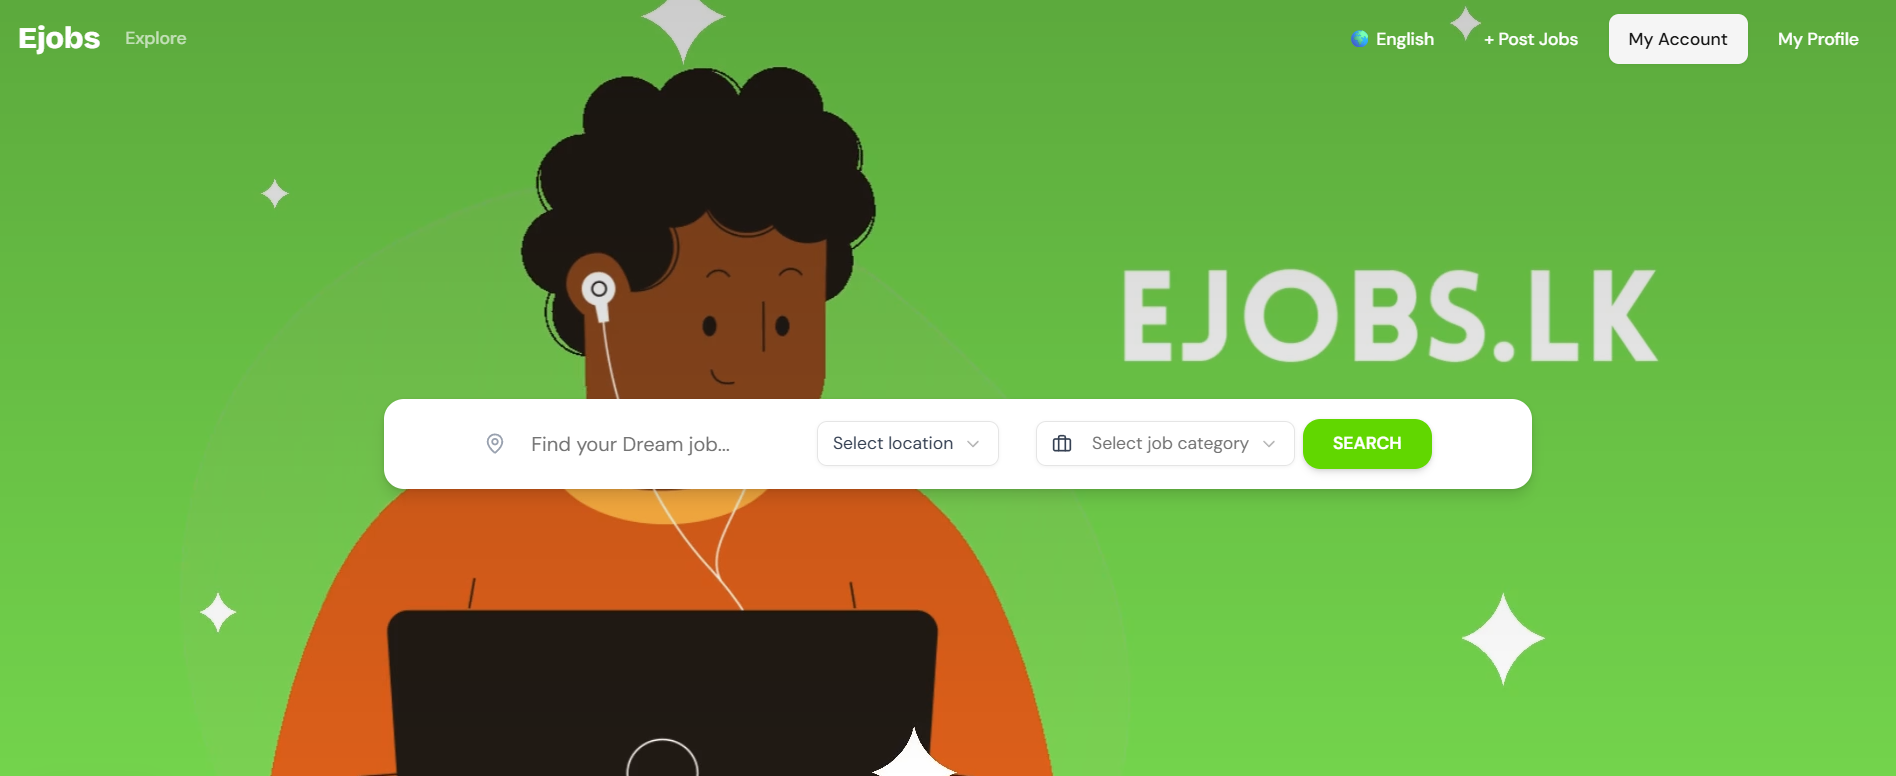 Ejobs Explore English + Post Jobs My Account My Profile
EJOBS.LK
Find your Dream job... Select location Select job category SEARCH